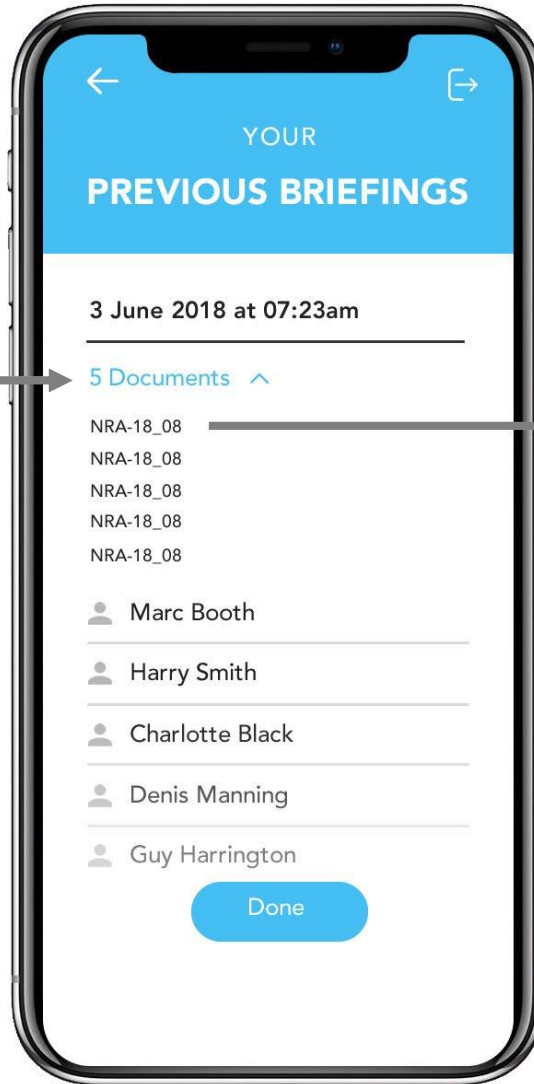 YOUR
PREVIOUS BRIEFINGS
3 June 2018 at 07:23am
5 Documents
NRA-18_08
NRA-18_08
NRA-18_08
NRA-18_08
NRA-18_08
Marc Booth
Harry Smith
Charlotte Black
Denis Manning
Guy Harrington
Done